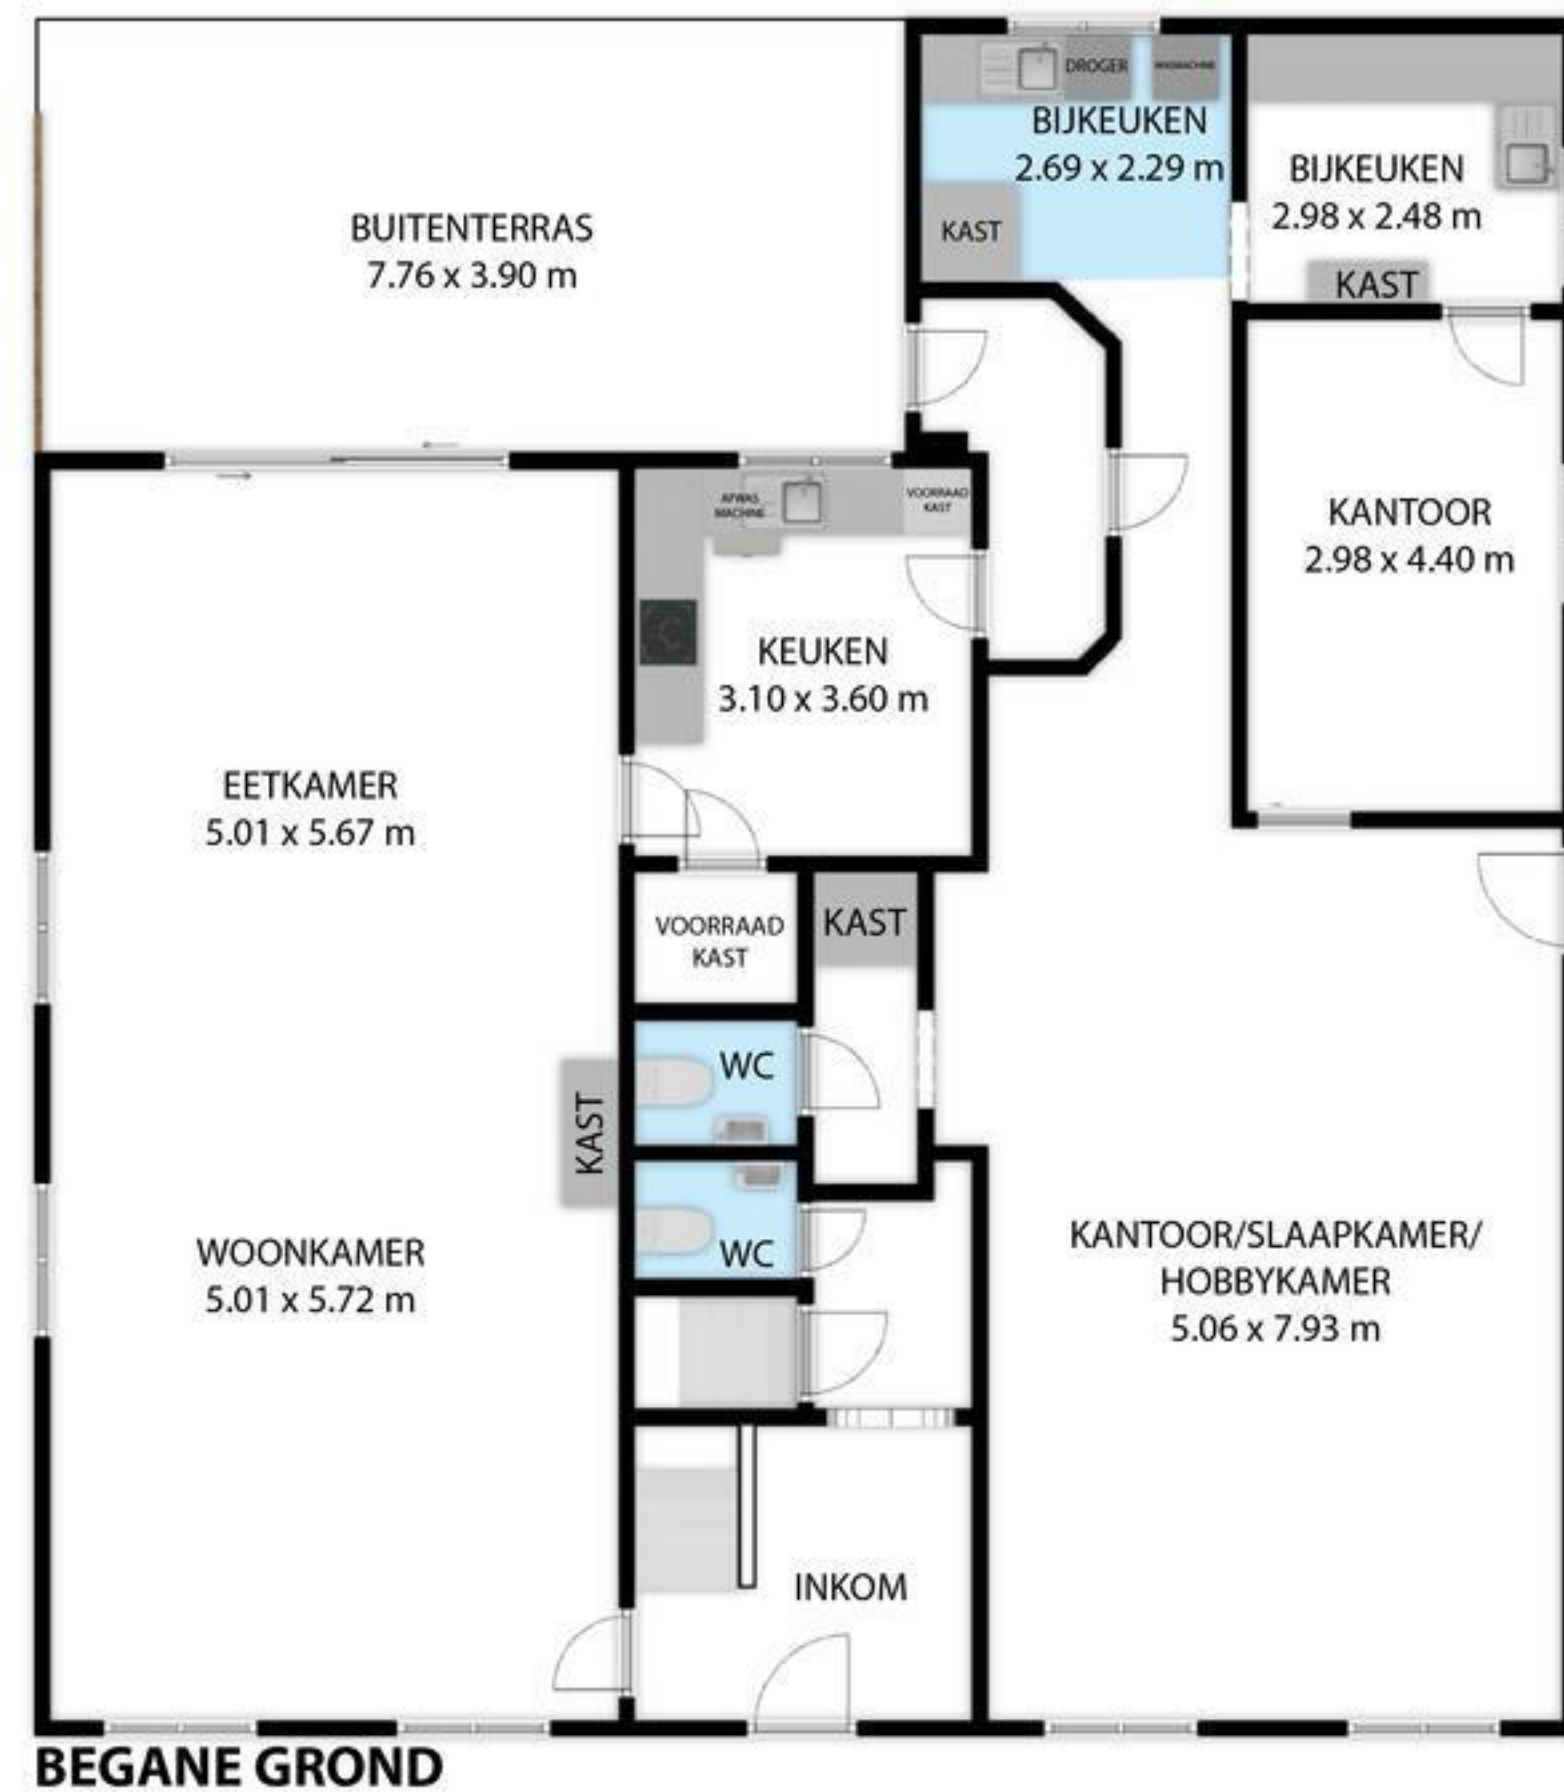 DROGER
WASMACHINE
BIJKEUKEN
2.69 x 2.29 m
KAST
BIJKEUKEN
2.98 x 2.48 m
KAST
BUITENTERRAS
7.76 x 3.90 m
AFWAS
MACHINE
VOORRAAD
KAST
KANTOOR
2.98 x 4.40 m
KEUKEN
3.10 x 3.60 m
EETKAMER
5.01 x 5.67 m
VOORRAAD
KAST
KAST
WC
KAST
WC
WOONKAMER
5.01 x 5.72 m
KANTOOR/SLAAPKAMER/
HOBBYKAMER
5.06 x 7.93 m
INKOM
BEGANE GROND